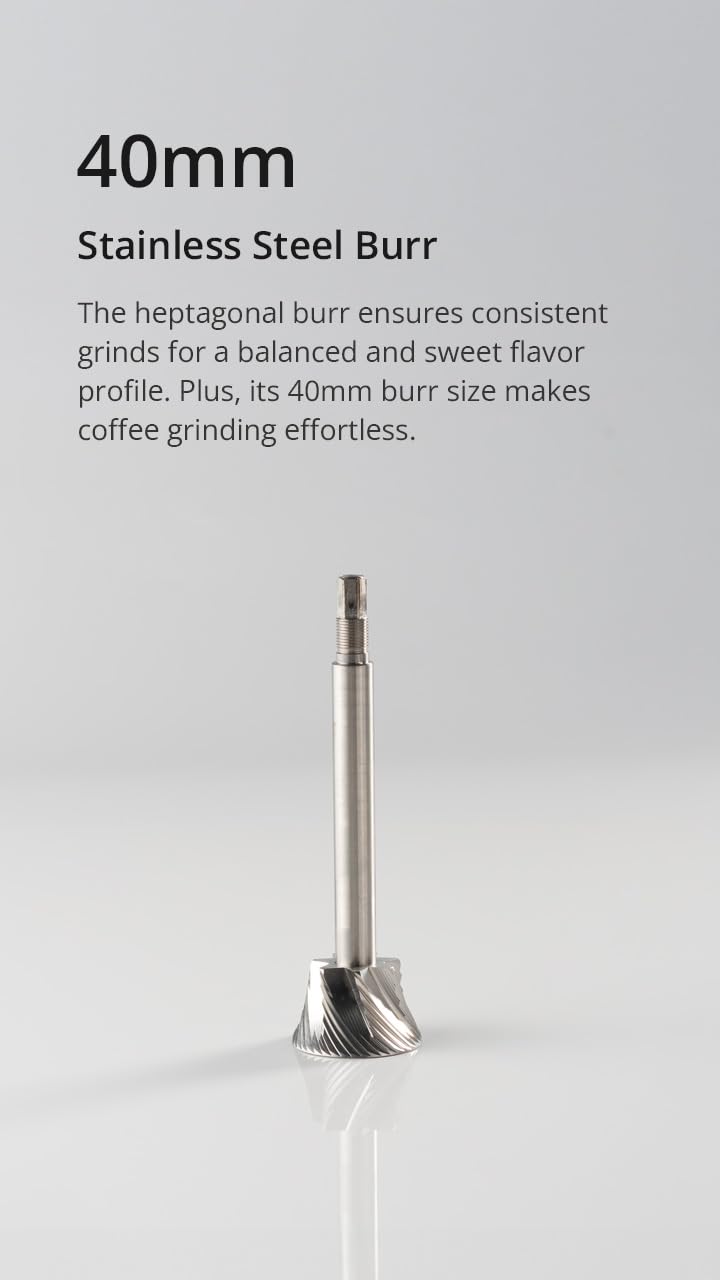 40mm
Stainless Steel Burr
The heptagonal burr ensures consistent
grinds for a balanced and sweet flavor
profile. Plus, its 40mm burr size makes
coffee grinding effortless.